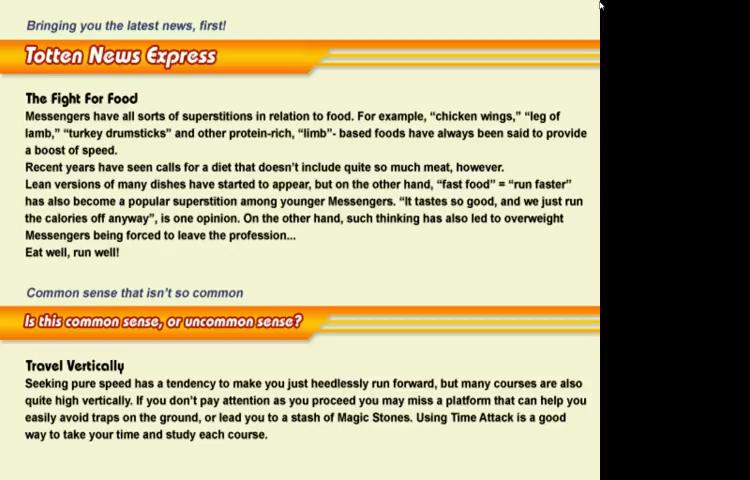 Bringing you the latest news, first!
Totten News Express
The Fight For Food
Messengers have all sorts of superstitions in relation to food. For example, “chicken wings,” “leg of
lamb,” “turkey drumsticks” and other protein-rich, “limb”- based foods have always been said to provide
a boost of speed.
Recent years have seen calls for a diet that doesn’t include quite so much meat, however.
Lean versions of many dishes have started to appear, but on the other hand, “fast food” = “run faster”
has also become a popular superstition among younger Messengers. “It tastes so good, and we just run
the calories off anyway”, is one opinion. On the other hand, such thinking has also led to overweight
Messengers being forced to leave the profession...
Eat well, run well!
Common sense that isn’t so common
Is this common sense, or uncommon sense?
Travel Vertically
Seeking pure speed has a tendency to make you just heedlessly run forward, but many courses are also
quite high vertically. If you don’t pay attention as you proceed you may miss a platform that can help you
easily avoid traps on the ground, or lead you to a stash of Magic Stones. Using Time Attack is a good
way to take your time and study each course.